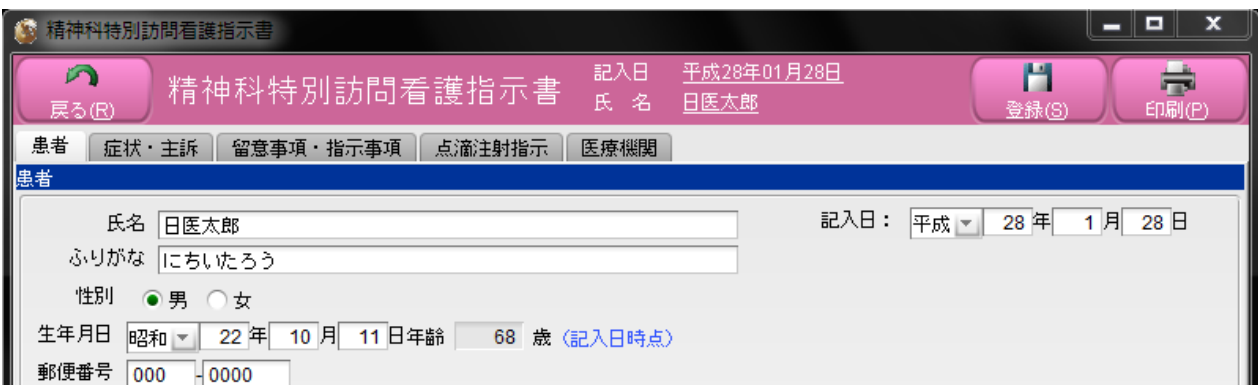 精神科特別訪問看護指示書
戻る(R)
精神科特別訪問看護指示書
記入日 平成28年01月28日
氏 名 日医太郎
登録(S)
印刷(P)
患者 症状・主訴 留意事項・指示事項 点滴注射指示 医療機関
患者
氏名 日医太郎 記入日: 平成 28 年 1 月 28 日
ふりがな にちいたろう
性別 男 女
生年月日 昭和 22 年 10 月 11 日 年齢 68 歳 (記入日時点)
郵便番号 000 - 0000